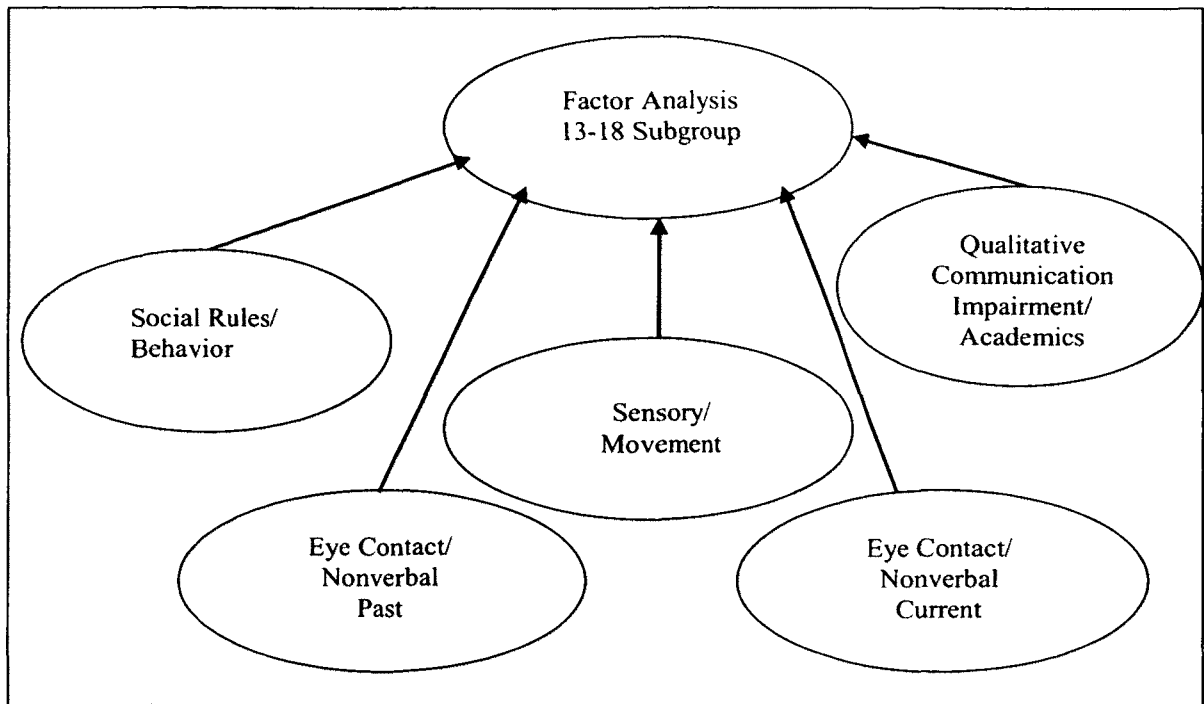 Factor Analysis
13-18 Subgroup
Social Rules/
Behavior
Qualitative
Communication
Impairment/
Academics
Sensory/
Movement
Eye Contact/
Nonverbal
Past
Eye Contact/
Nonverbal
Current